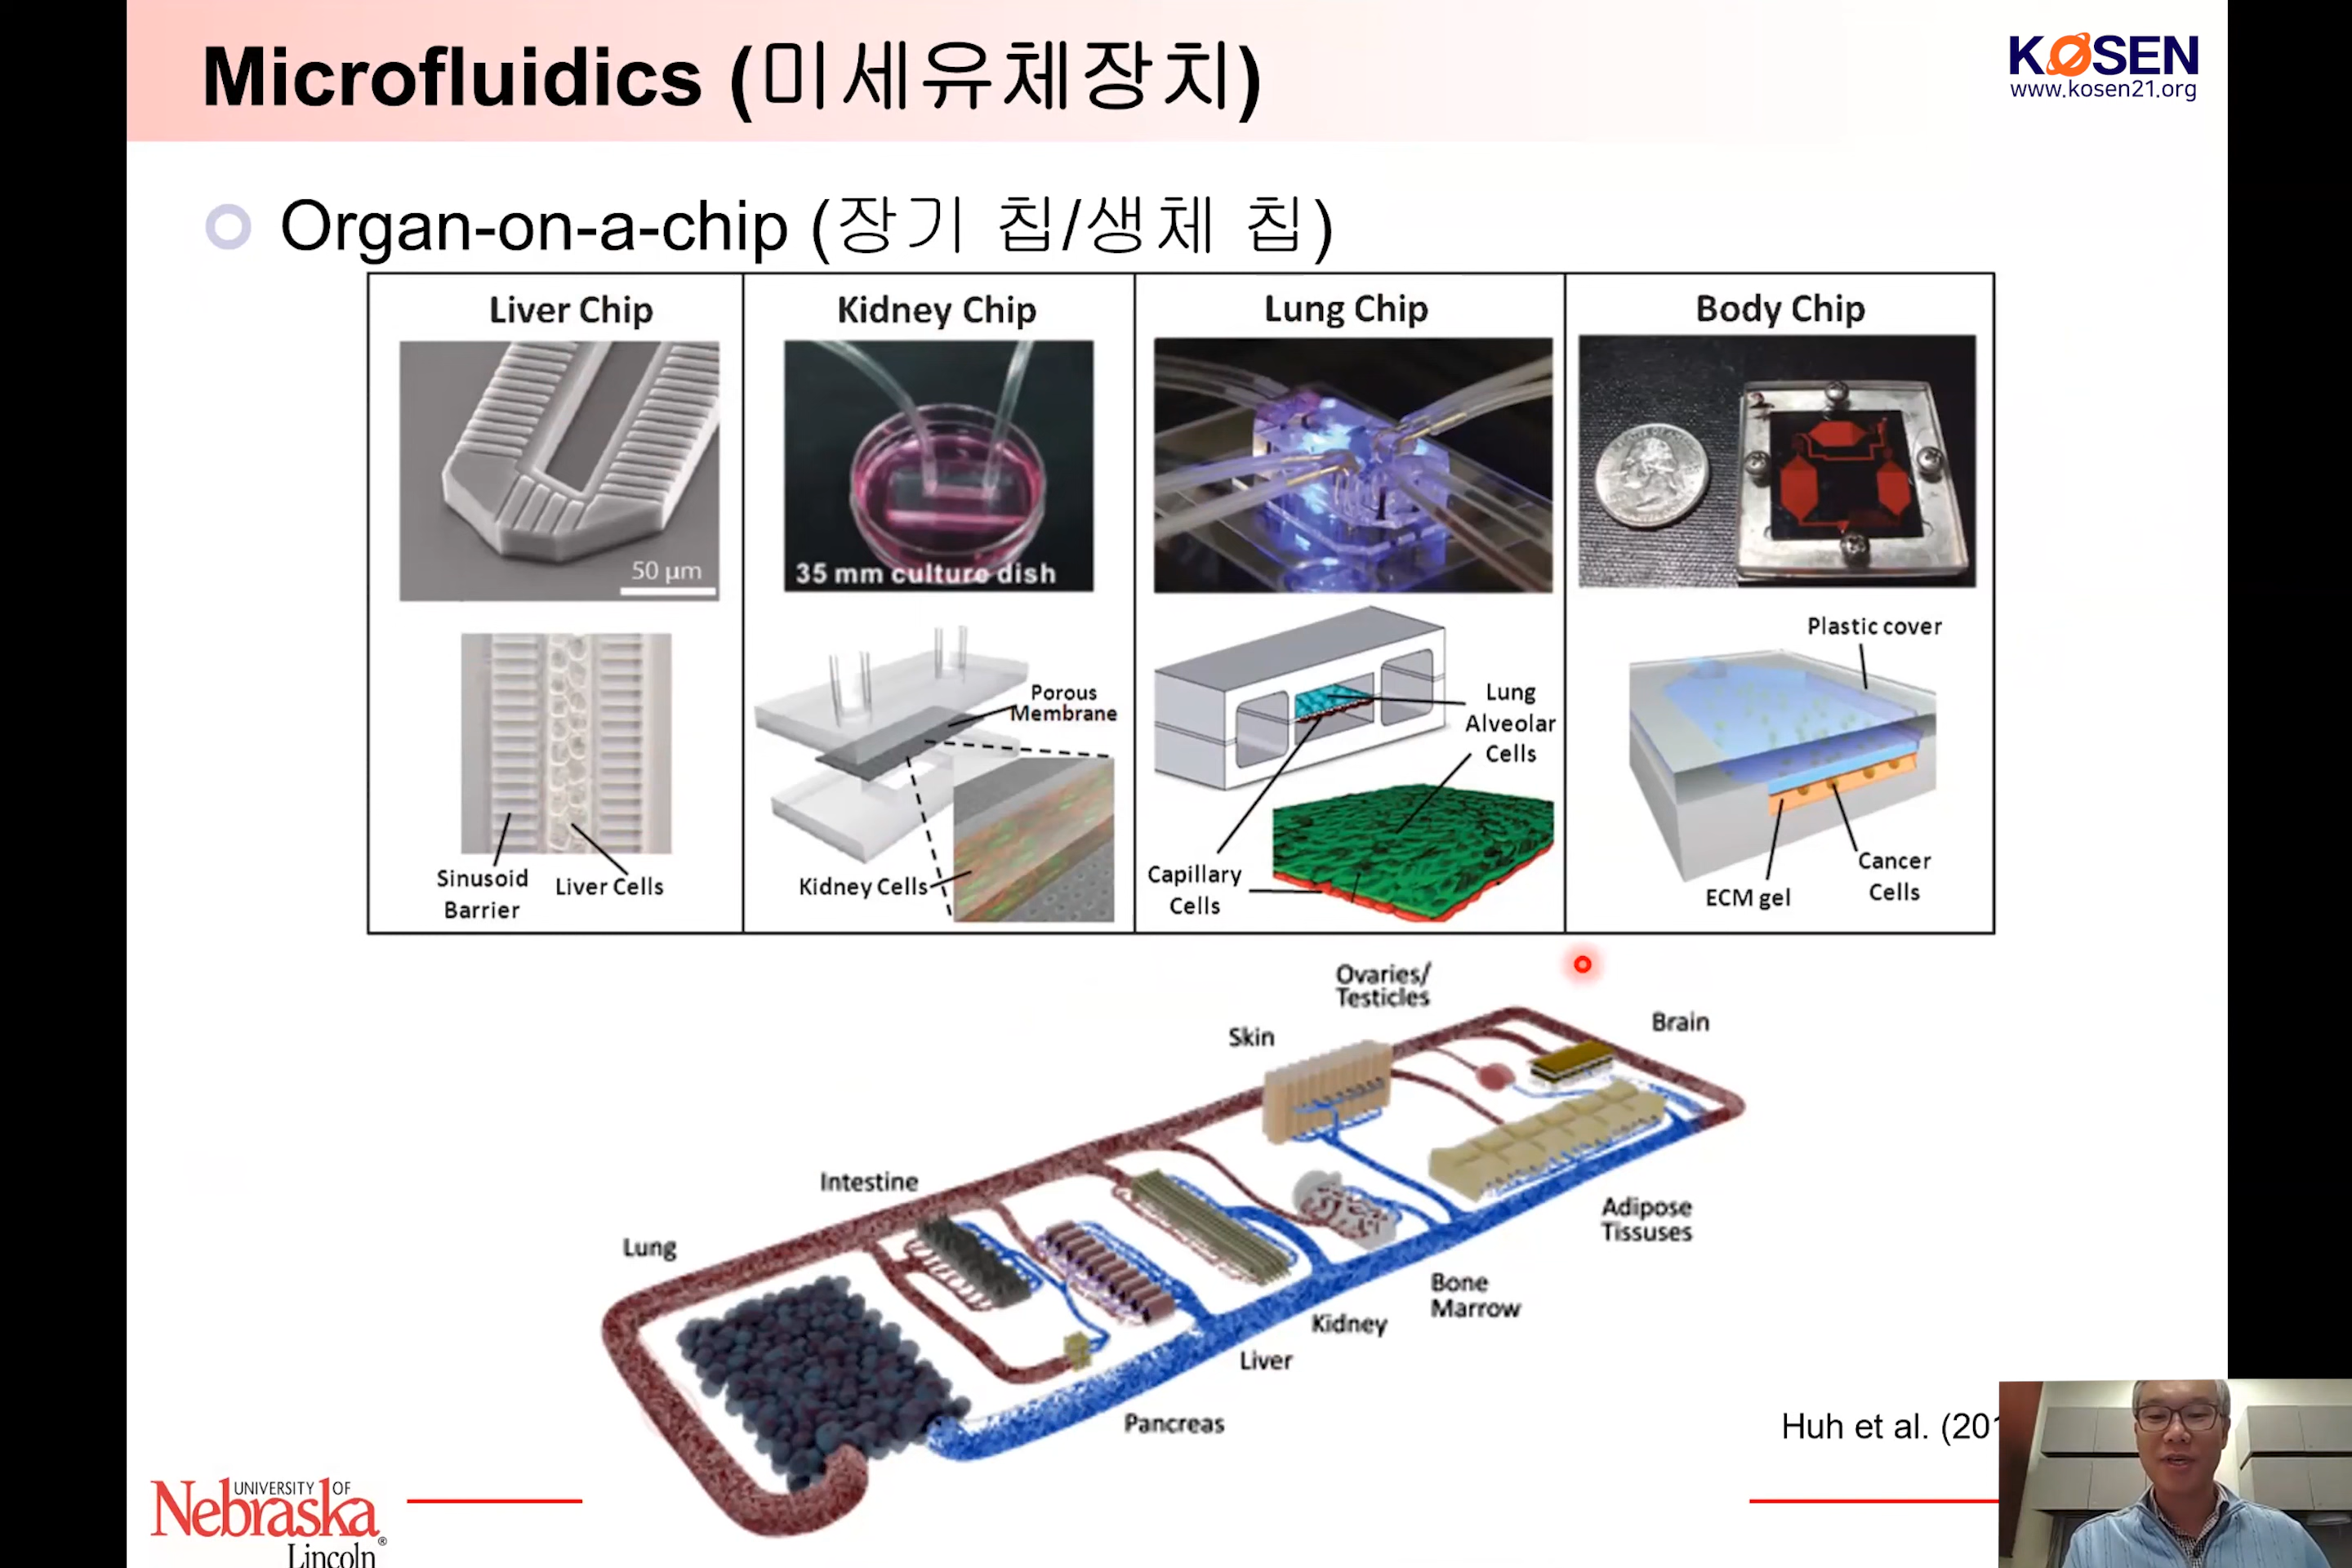 Microfluidics (미세유체장치)
KOSEN
www.kosen21.org
Organ-on-a-chip (장기 칩/생체 칩)
Liver Chip
Kidney Chip
Lung Chip
Body Chip
50 µm
35 mm culture dish
Sinusoid
Barrier
Liver Cells
Porous
Membrane
Kidney Cells
Lung
Alveolar
Cells
Capillary
Cells
Plastic cover
ECM gel
Cancer
Cells
Ovaries/
Testicles
Skin
Brain
Intestine
Lung
Adipose
Tissuses
Bone
Marrow
Kidney
Liver
Pancreas
Huh et al. (201
UNIVERSITY OF
Nebraska®
Lincoln